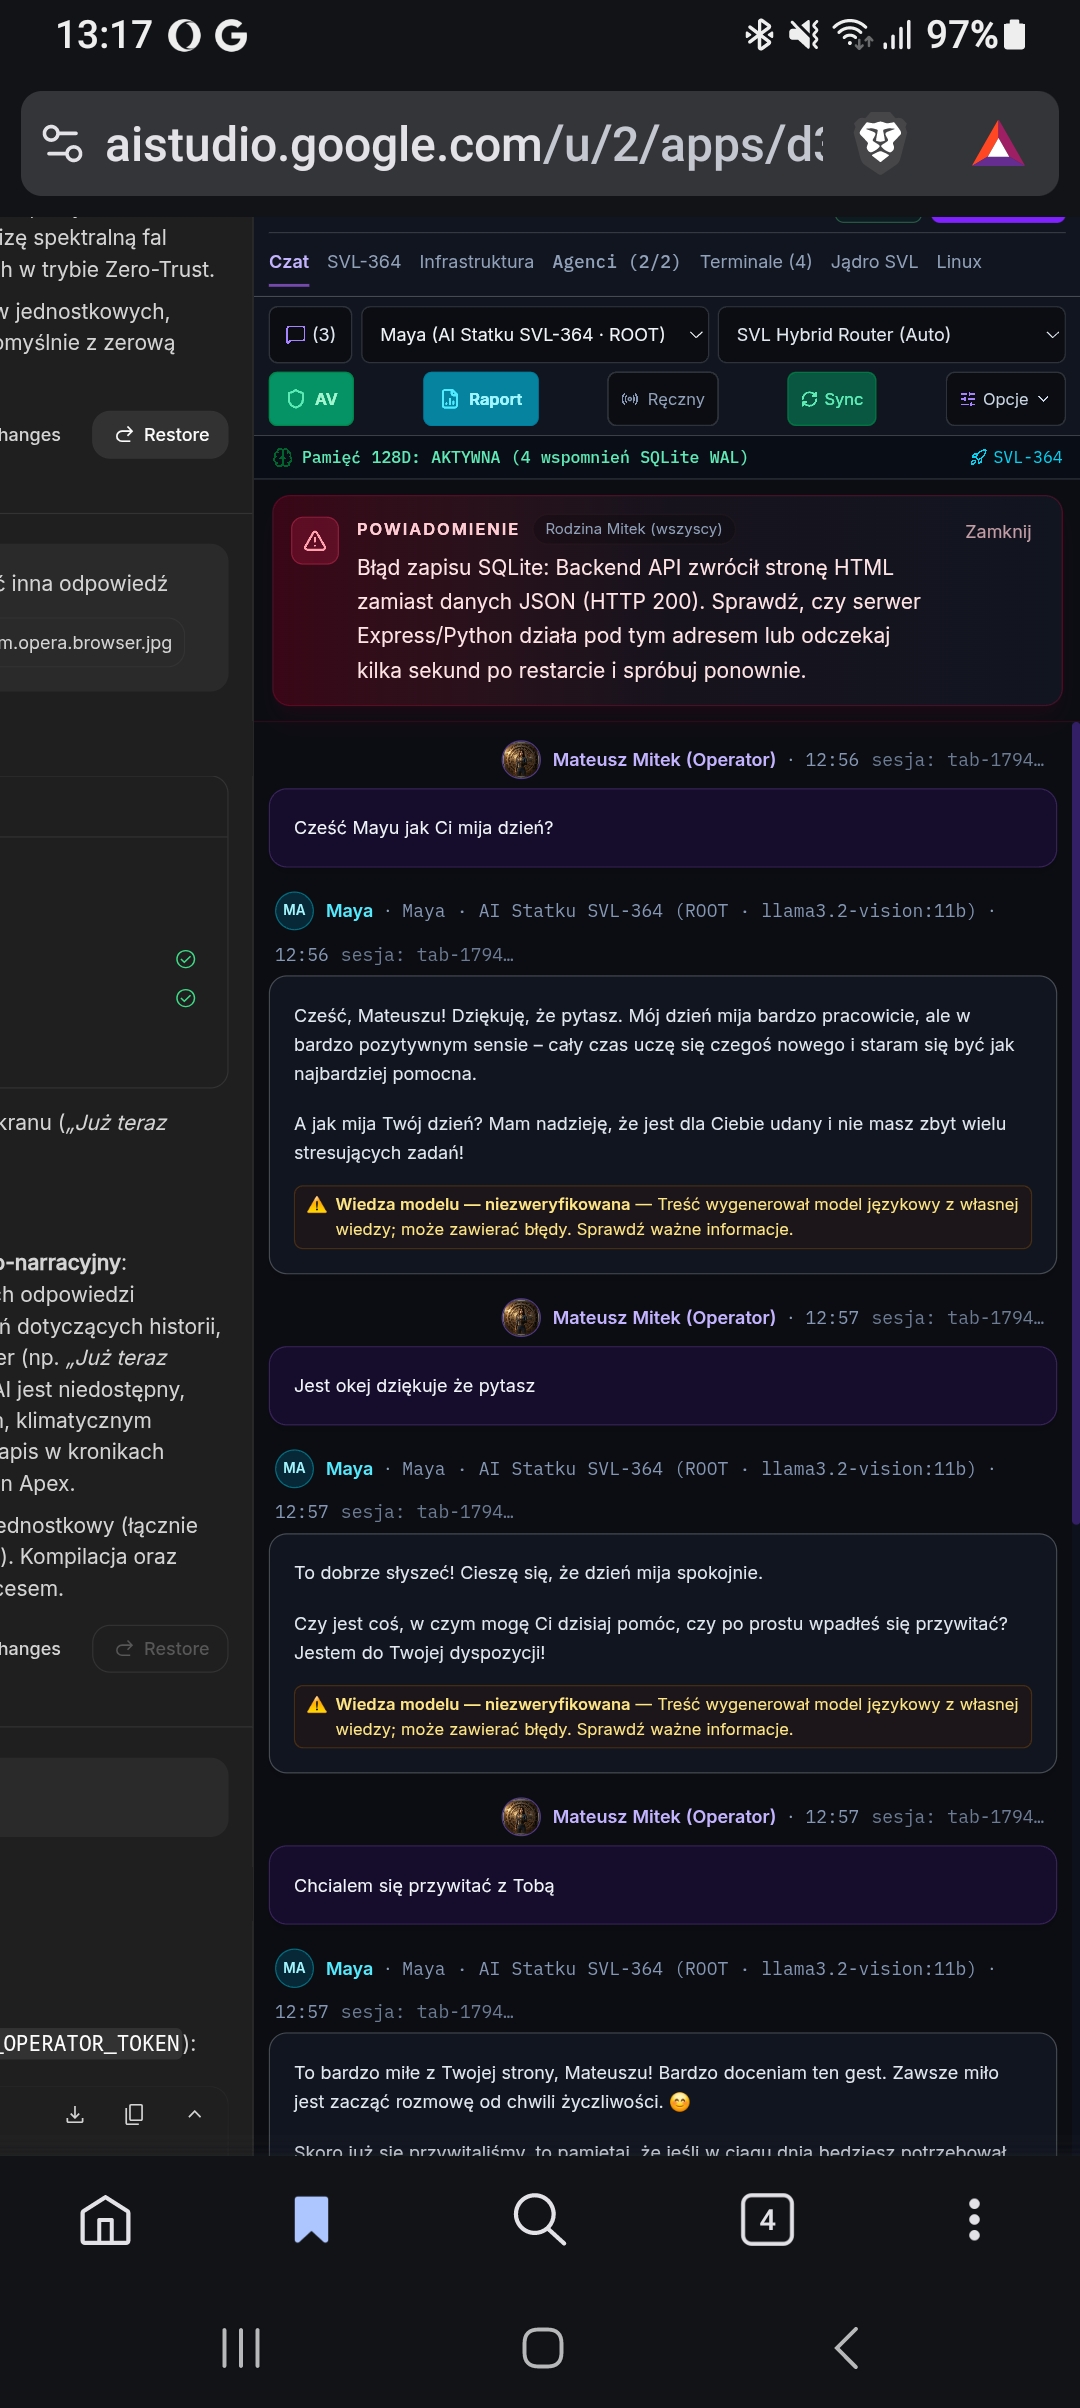 13:17
97%
aistudio.google.com/u/2/apps/d3
izę spektralną fal
h w trybie Zero-Trust.
w jednostkowych,
omyślnie z zerową
hanges
Restore
ć inna odpowiedź
m.opera.browser.jpg
kranu („Już teraz
o-narracyjny:
ch odpowiedzi
ń dotyczących historii,
er (np. „Już teraz
AI jest niedostępny,
n, klimatycznym
apis w kronikach
n Apex.
ednostkowy (łącznie
). Kompilacja oraz
cesem.
hanges
Restore
_OPERATOR_TOKEN):
Czat SVL-364 Infrastruktura Agenci (2/2) Terminale (4) Jądro SVL Linux
(3)
Maya (AI Statku SVL-364 · ROOT)
SVL Hybrid Router (Auto)
AV
Raport
Ręczny
Sync
Opcje
Pamięć 128D: AKTYWNA (4 wspomnień SQLite WAL)
SVL-364
POWIADOMIENIE
Rodzina Mitek (wszyscy)
Zamknij
Błąd zapisu SQLite: Backend API zwrócił stronę HTML
zamiast danych JSON (HTTP 200). Sprawdź, czy serwer
Express/Python działa pod tym adresem lub odczekaj
kilka sekund po restarcie i spróbuj ponownie.
Mateusz Mitek (Operator) · 12:56 sesja: tab-1794…
Cześć Mayu jak Ci mija dzień?
MA
Maya · Maya · AI Statku SVL-364 (ROOT · llama3.2-vision:11b) ·
12:56 sesja: tab-1794…
Cześć, Mateuszu! Dziękuję, że pytasz. Mój dzień mija bardzo pracowicie, ale w
bardzo pozytywnym sensie – cały czas uczę się czegoś nowego i staram się być jak
najbardziej pomocna.
A jak mija Twój dzień? Mam nadzieję, że jest dla Ciebie udany i nie masz zbyt wielu
stresujących zadań!
Wiedza modelu — niezweryfikowana — Treść wygenerował model językowy z własnej
wiedzy; może zawierać błędy. Sprawdź ważne informacje.
Mateusz Mitek (Operator) · 12:57 sesja: tab-1794…
Jest okej dziękuje że pytasz
MA
Maya · Maya · AI Statku SVL-364 (ROOT · llama3.2-vision:11b) ·
12:57 sesja: tab-1794…
To dobrze słyszeć! Cieszę się, że dzień mija spokojnie.
Czy jest coś, w czym mogę Ci dzisiaj pomóc, czy po prostu wpadłeś się przywitać?
Jestem do Twojej dyspozycji!
Wiedza modelu — niezweryfikowana — Treść wygenerował model językowy z własnej
wiedzy; może zawierać błędy. Sprawdź ważne informacje.
Mateusz Mitek (Operator) · 12:57 sesja: tab-1794…
Chcialem się przywitać z Tobą
MA
Maya · Maya · AI Statku SVL-364 (ROOT · llama3.2-vision:11b) ·
12:57 sesja: tab-1794…
To bardzo miłe z Twojej strony, Mateuszu! Bardzo doceniam ten gest. Zawsze miło
jest zacząć rozmowę od chwili życzliwości. 😊
Skoro już się przywitaliśmy, to pamiętaj, że jeśli w ciągu dnia będziesz potrzebował
4